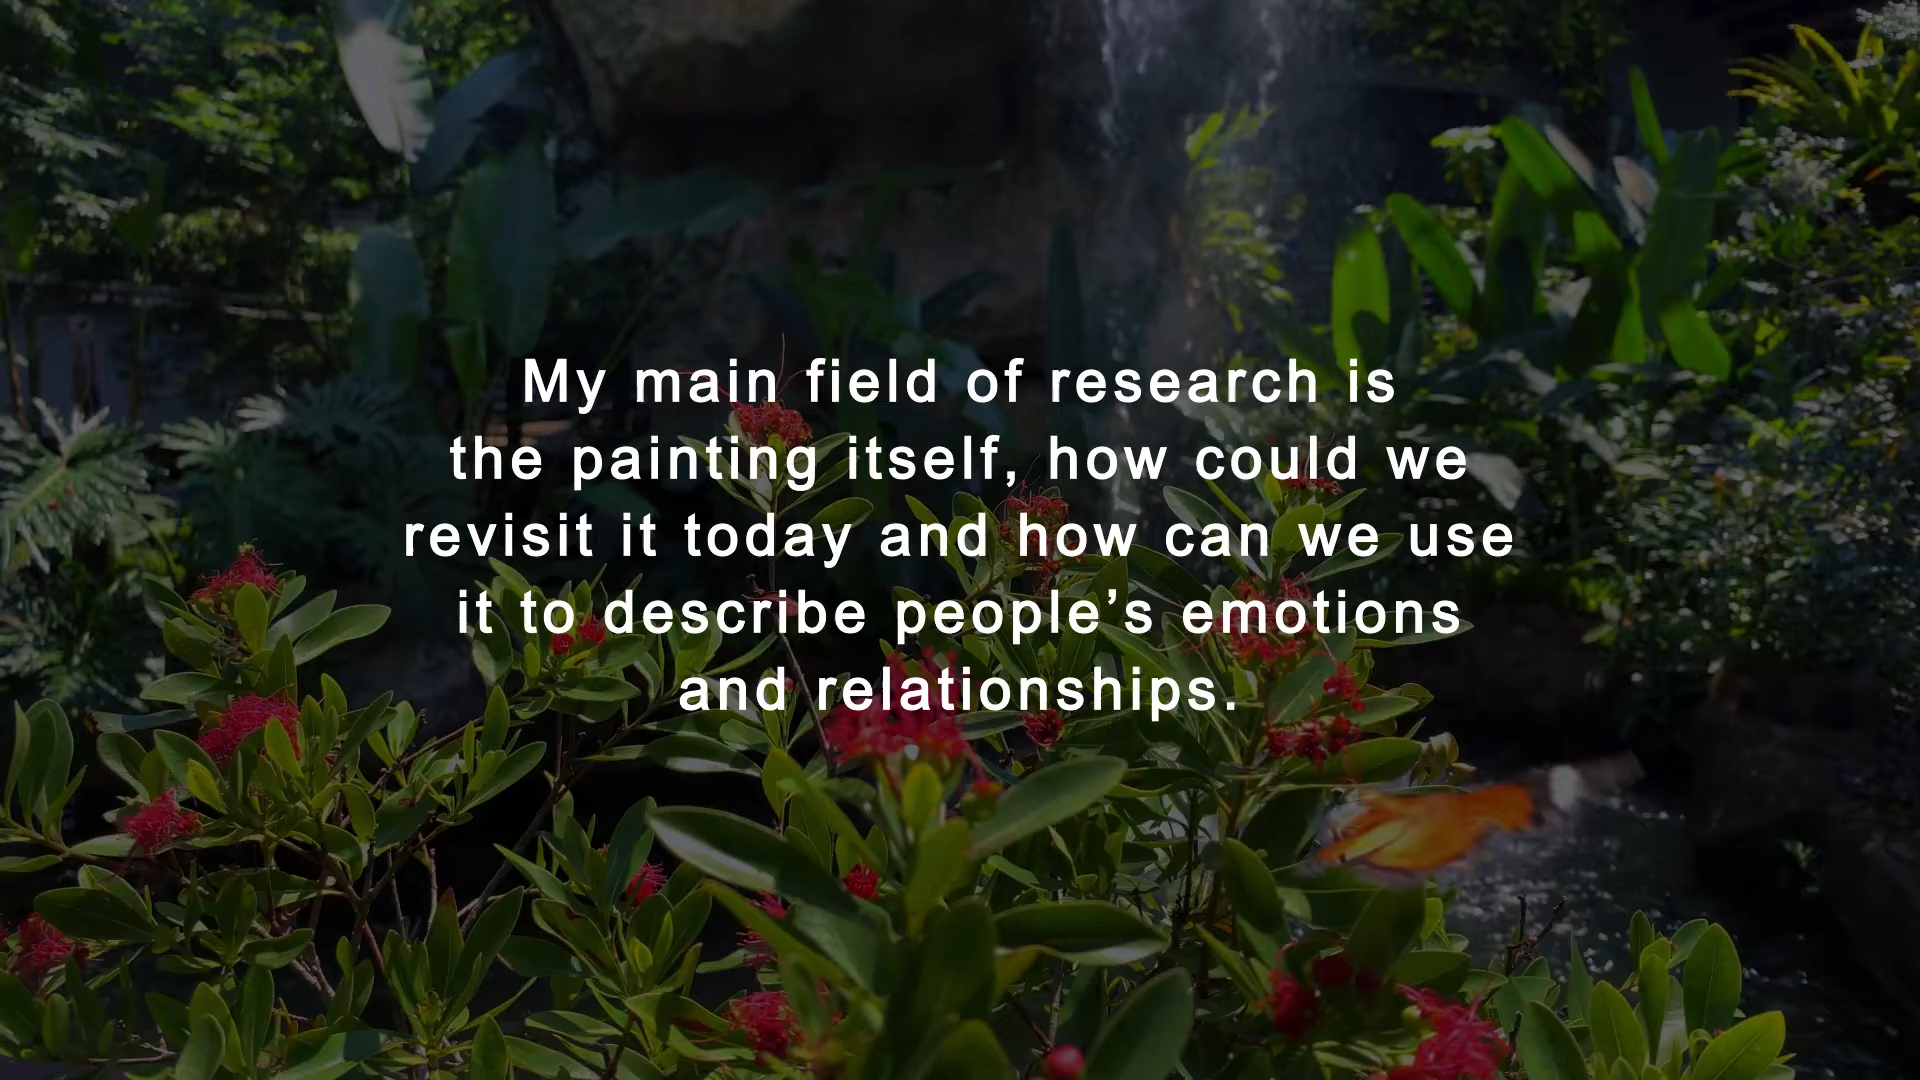 My main field of research is
the painting itself, how could we
revisit it today and how can we use
it to describe people’s emotions
and relationships.